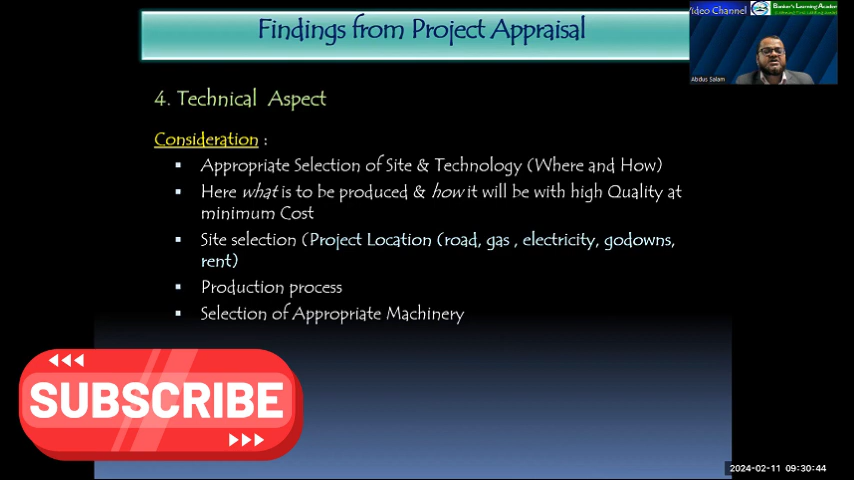 Findings from Project Appraisal
Video Channel
Banker's Learning Academy
Abdus Salam
4. Technical Aspect
Consideration :
▪ Appropriate Selection of Site & Technology (Where and How)
▪ Here what is to be produced & how it will be with high Quality at
minimum Cost
▪ Site selection (Project Location (road, gas , electricity, godowns,
rent)
▪ Production process
▪ Selection of Appropriate Machinery
SUBSCRIBE
2024-02-11 09:30:44